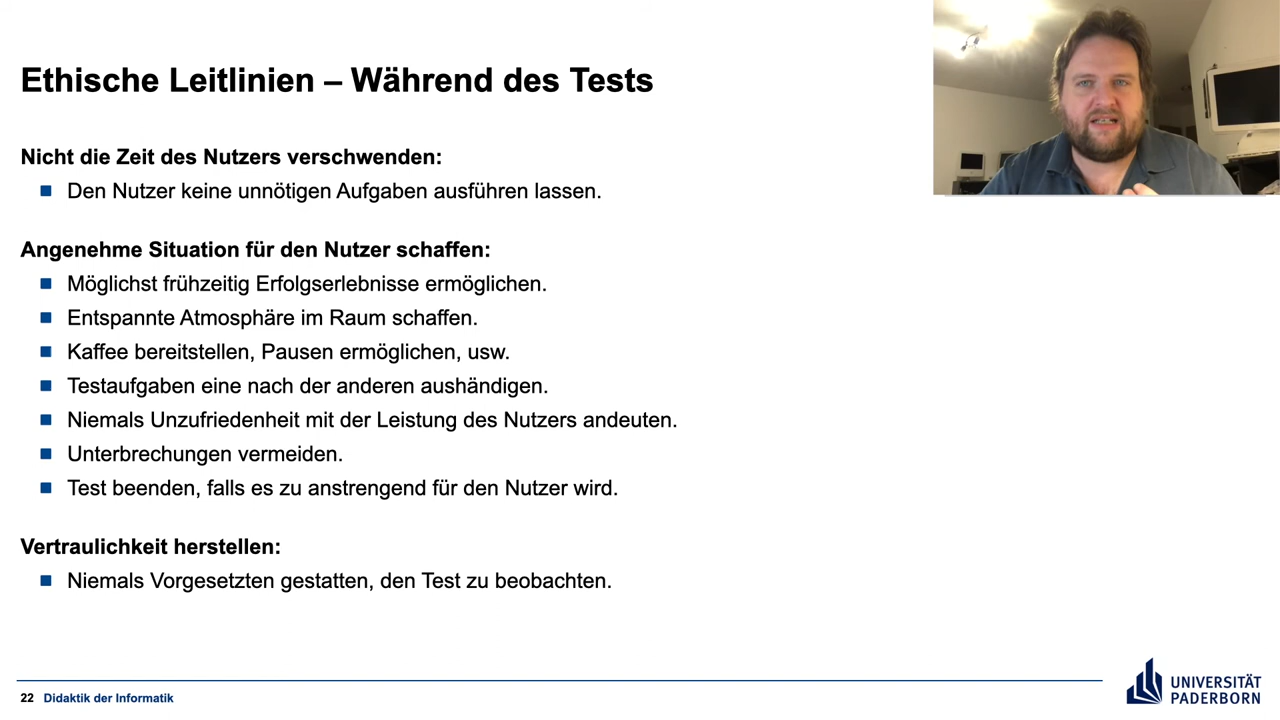 Ethische Leitlinien – Während des Tests
Nicht die Zeit des Nutzers verschwenden:
Den Nutzer keine unnötigen Aufgaben ausführen lassen.
Angenehme Situation für den Nutzer schaffen:
Möglichst frühzeitig Erfolgserlebnisse ermöglichen.
Entspannte Atmosphäre im Raum schaffen.
Kaffee bereitstellen, Pausen ermöglichen, usw.
Testaufgaben eine nach der anderen aushändigen.
Niemals Unzufriedenheit mit der Leistung des Nutzers andeuten.
Unterbrechungen vermeiden.
Test beenden, falls es zu anstrengend für den Nutzer wird.
Vertraulichkeit herstellen:
Niemals Vorgesetzten gestatten, den Test zu beobachten.
22 Didaktik der Informatik
UNIVERSITÄT
PADERBORN